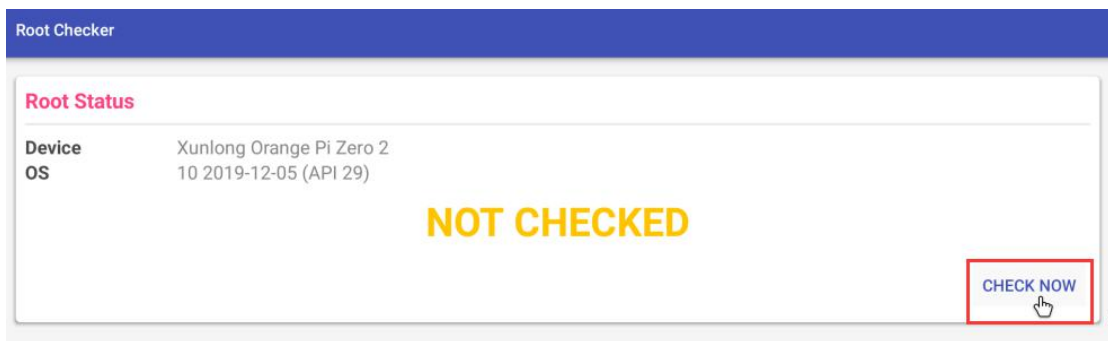 Root Checker
Root Status
Device Xunlong Orange Pi Zero 2
OS 10 2019-12-05 (API 29)
NOT CHECKED
CHECK NOW